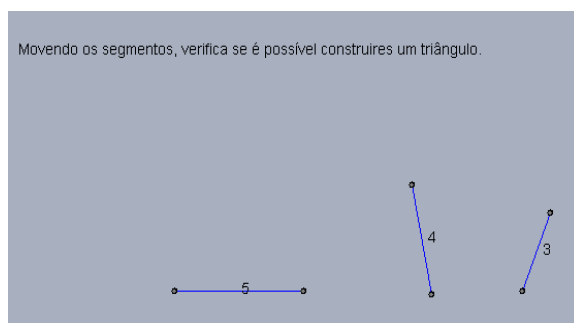 Movendo os segmentos, verifica se é possível construires um triângulo.
4
3
5